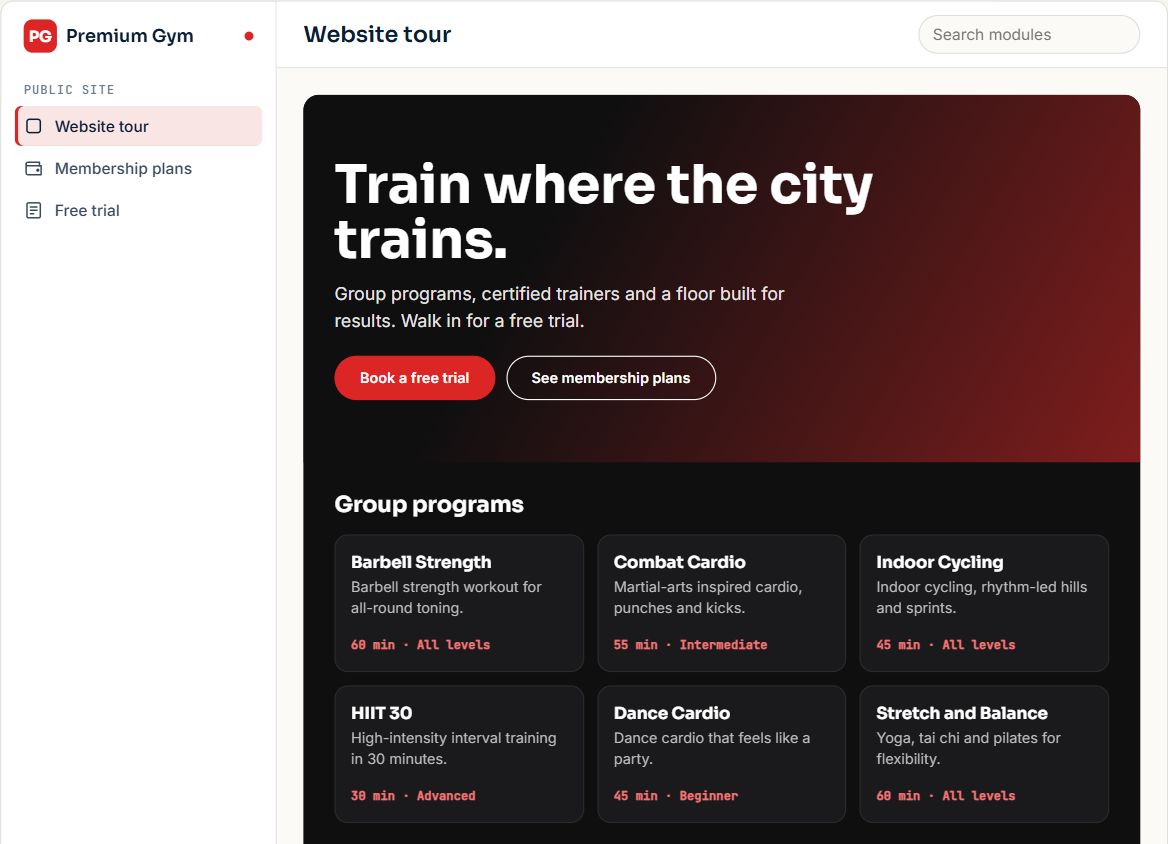 PG Premium Gym
PUBLIC SITE
Website tour
Membership plans
Free trial
Website tour
Search modules
Train where the city
trains.
Group programs, certified trainers and a floor built for
results. Walk in for a free trial.
Book a free trial
See membership plans
Group programs
Barbell Strength
Barbell strength workout for
all-round toning.
60 min · All levels
Combat Cardio
Martial-arts inspired cardio,
punches and kicks.
55 min · Intermediate
Indoor Cycling
Indoor cycling, rhythm-led hills
and sprints.
45 min · All levels
HIIT 30
High-intensity interval training
in 30 minutes.
30 min · Advanced
Dance Cardio
Dance cardio that feels like a
party.
45 min · Beginner
Stretch and Balance
Yoga, tai chi and pilates for
flexibility.
60 min · All levels